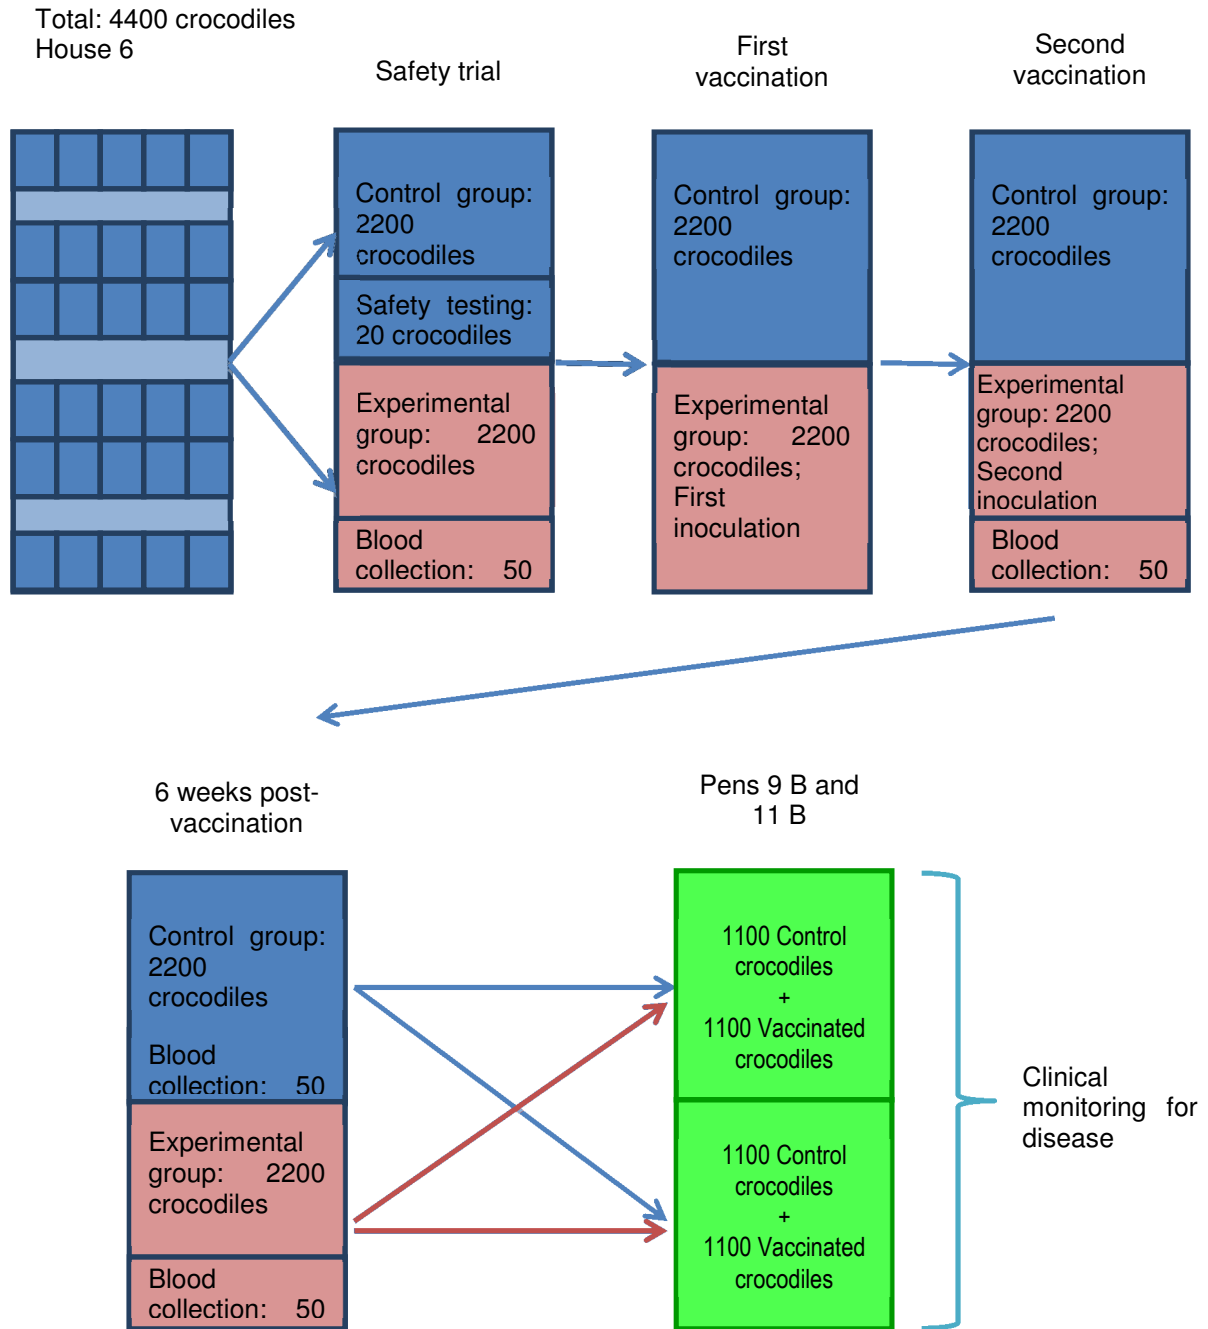 Total: 4400 crocodiles
House 6
Safety trial
First
vaccination
Second
vaccination
Control group:
2200
crocodiles
Safety testing:
20 crocodiles
Experimental
group: 2200
crocodiles
Blood
collection: 50
Control group:
2200
crocodiles
Experimental
group: 2200
crocodiles;
First
inoculation
Control group:
2200
crocodiles
Experimental
group: 2200
crocodiles;
Second
inoculation
Blood
collection: 50
6 weeks post-
vaccination
Pens 9 B and
11 B
Control group:
2200
crocodiles
Blood
collection: 50
Experimental
group: 2200
crocodiles
Blood
collection: 50
1100 Control
crocodiles
+
1100 Vaccinated
crocodiles
1100 Control
crocodiles
+
1100 Vaccinated
crocodiles
Clinical
monitoring for
disease